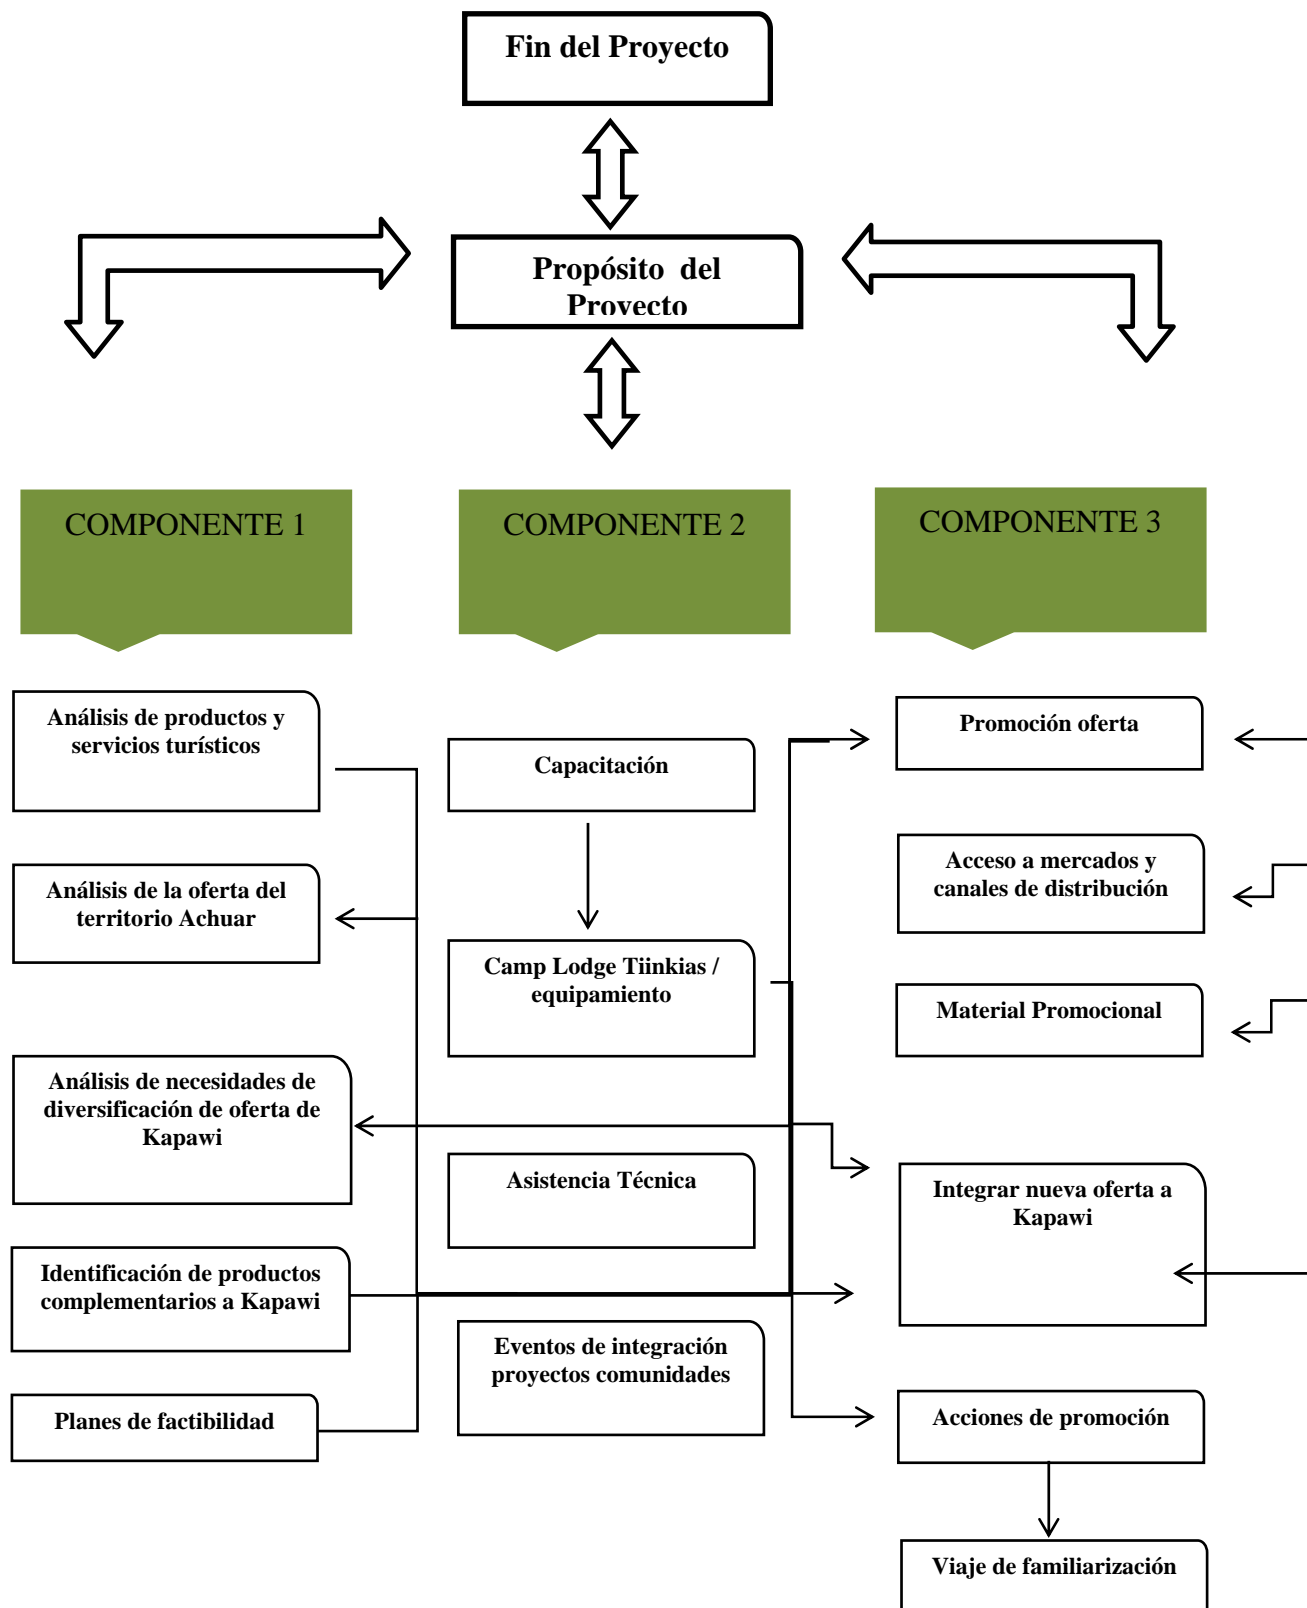 Fin del Proyecto
Propósito del
Proyecto
COMPONENTE 1
COMPONENTE 2
COMPONENTE 3
Análisis de productos y
servicios turísticos
Análisis de la oferta del
territorio Achuar
Análisis de necesidades de
diversificación de oferta de
Kapawi
Identificación de productos
complementarios a Kapawi
Planes de factibilidad
Capacitación
Camp Lodge Tiinkias /
equipamiento
Asistencia Técnica
Eventos de integración
proyectos comunidades
Promoción oferta
Acceso a mercados y
canales de distribución
Material Promocional
Integrar nueva oferta a
Kapawi
Acciones de promoción
Viaje de familiarización